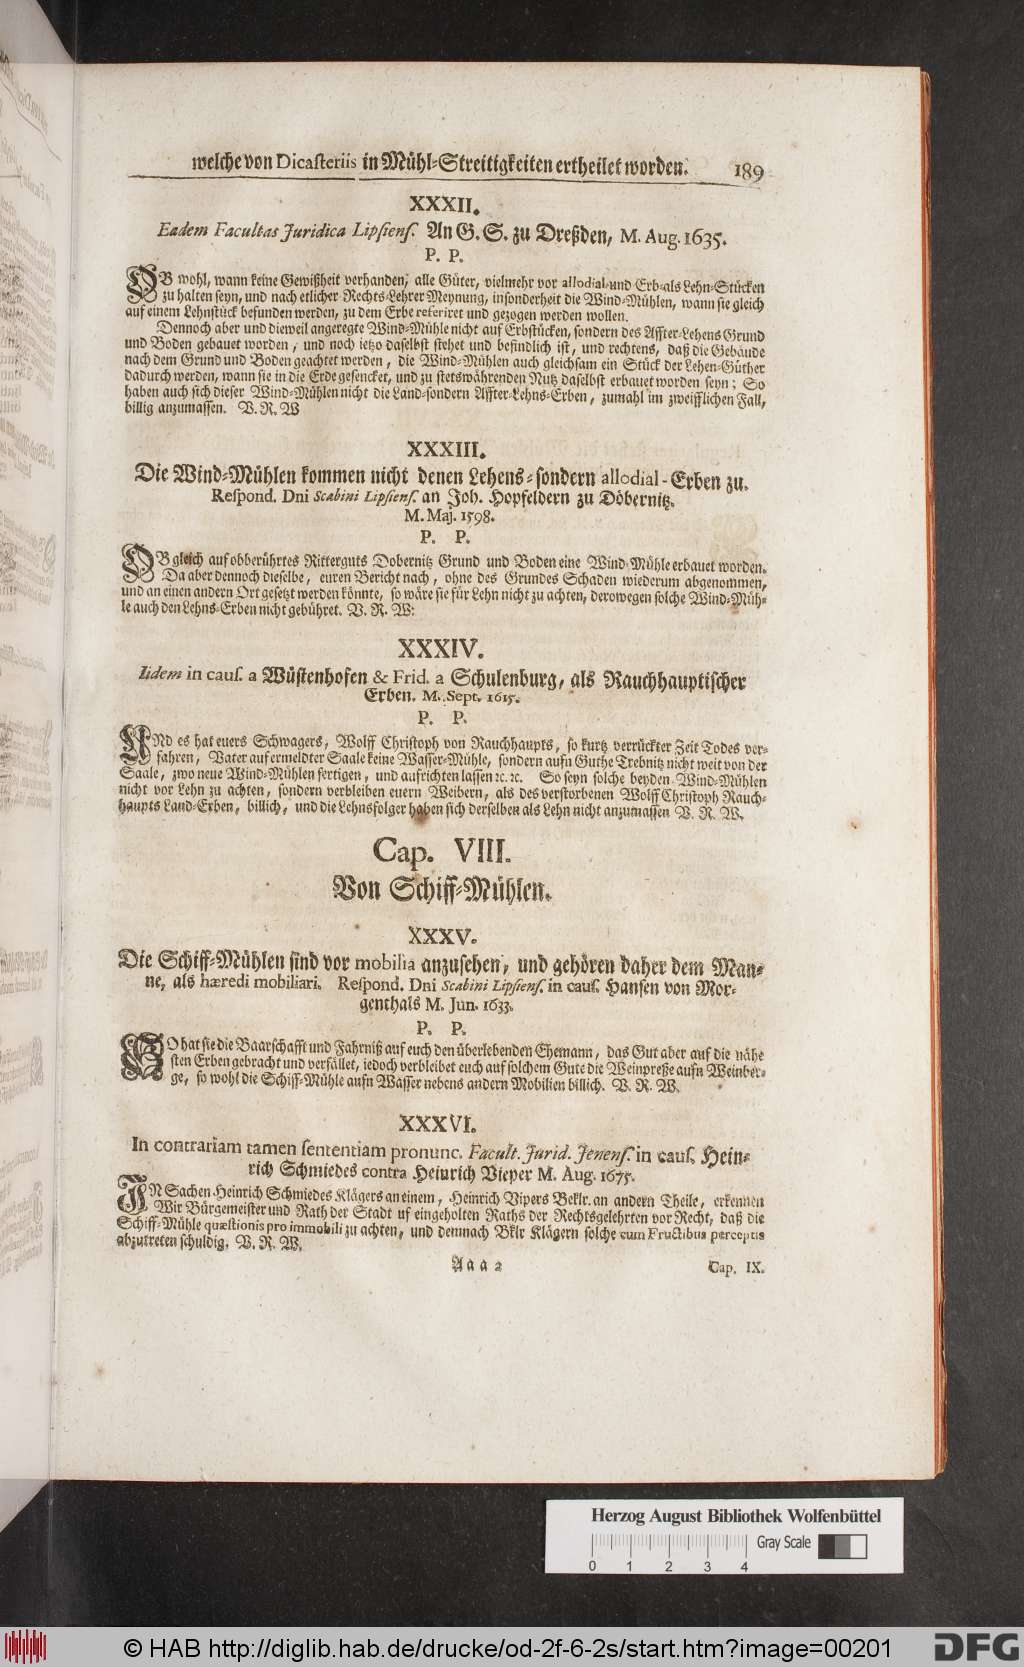 welche von Dicasteriis in Mühl-Streitigkeiten ertheilet worden. 189
XXXII.
Eadem Facultas Juridica Lipsiens. An G. S. zu Dreßden, M. Aug. 1635.
P. P.
OB wohl, wann keine Gewißheit verhanden, alle Güter, vielmehr vor allodial- und Erb-als Lehn-Stücken
zu halten seyn, und nach etlicher Rechts-Lehrer Meynung, insonderheit die Wind-Mühlen, wann sie gleich
auf einem Lehnstück befunden werden, zu dem Erbe referiret und gezogen werden wollen.
Dennoch aber und dieweil angeregte Wind-Mühle nicht auf Erbstücken, sondern des Affter-Lehens Grund
und Boden gebauet worden, und noch ietzo daselbst stehet und befindlich ist, und rechtens, daß die Gebäude
nach dem Grund und Boden geachtet werden, die Wind-Mühlen auch gleichsam ein Stück der Lehen-Güther
dadurch werden, wann sie in die Erde gesencket, und zu stetswährenden Nutz daselbst erbauet worden seyn; So
haben auch sich dieser Wind-Mühlen nicht die Land-sondern Affter-Lehns-Erben, zumahl im zweifflichen Fall,
billig anzumassen. V. R. W
XXXIII.
Die Wind-Mühlen kommen nicht denen Lehens-sondern allodial-Erben zu.
Respond. Dni Scabini Lipsiens. an Joh. Hopfeldern zu Döbernitz.
M. Maj. 1598.
P. P.
OB gleich auf obberührtes Ritterguts Dobernitz Grund und Boden eine Wind-Mühle erbauet worden.
Da aber dennoch dieselbe, euren Bericht nach, ohne des Grundes Schaden wiederum abgenommen,
und an einen andern Ort gesetzt werden könnte, so wäre sie für Lehn nicht zu achten, derowegen solche Wind-Müh-
le auch den Lehns-Erben nicht gebühret. V. R. W:
XXXIV.
Iidem in caus. a Wüstenhofen & Frid. a Schulenburg, als Rauchhauptischer
Erben. M. Sept. 1615.
P. P.
UNd es hat euers Schwagers, Wolff Christoph von Rauchhaupts, so kurtz verrückter Zeit Todes ver-
fahren, Vater auf ermeldter Saale keine Wasser-Mühle, sondern aufn Guthe Trebnitz nicht weit von der
Saale, zwo neue Wind-Mühlen fertigen, und aufrichten lassen ꝛc. ꝛc. So seyn solche beyden Wind-Mühlen
nicht vor Lehn zu achten, sondern verbleiben euern Weibern, als des verstorbenen Wolff Christoph Rauch-
haupts Land-Erben, billich, und die Lehnsfolger haben sich derselben als Lehn nicht anzumassen V. R. W.
Cap. VIII.
Von Schiff-Mühlen.
XXXV.
Die Schiff-Mühlen sind vor mobilia anzusehen, und gehören daher dem Man-
ne, als hæredi mobiliari. Respond. Dni Scabini Lipsiens. in caus. Hansen von Mor-
genthals M. Jun. 1633.
P. P.
SO hat sie die Baarschafft und Fahrniß auf euch den überlebenden Ehemann, das Gut aber auf die nähe
sten Erben gebracht und verfället, iedoch verbleibet euch auf solchem Gute die Weinpreße aufn Weinber-
ge, so wohl die Schiff-Mühle aufn Wasser nebens andern Mobilien billich. V. R. W.
XXXVI.
In contrariam tamen sententiam pronunc. Facult. Jurid. Jenens. in caus. Hein-
rich Schmiedes contra Heinrich Vieper M. Aug. 1675.
IN Sachen Heinrich Schmiedes Klägers an einem, Heinrich Vipers Beklr. an andern Theile, erkennen
Wir Bürgemeister und Rath der Stadt uf eingeholten Raths der Rechtsgelehrten vor Recht, daß die
Schiff-Mühle quæstionis pro immobili zu achten, und demnach Bklr Klägern solche cum Fructibus perceptis
abzutreten schuldig. V. R. W.
Aaa 2 Cap. IX.
Herzog August Bibliothek Wolfenbüttel
Gray Scale
0 1 2 3 4
© HAB http://diglib.hab.de/drucke/od-2f-6-2s/start.htm?image=00201
DFG